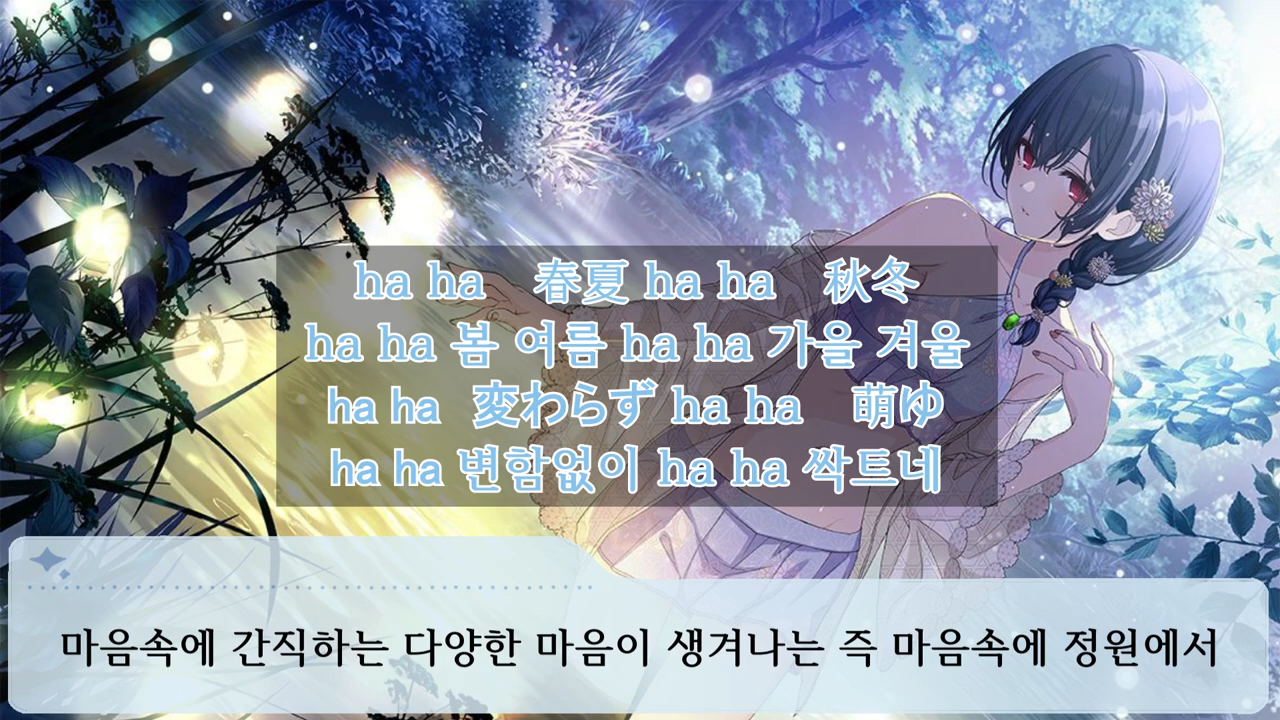 ha ha　春夏 ha ha　秋冬
ha ha 봄 여름 ha ha 가을 겨울
ha ha　変わらず ha ha　萌ゆ
ha ha 변함없이 ha ha 싹트네
마음속에 간직하는 다양한 마음이 생겨나는 즉 마음속에 정원에서